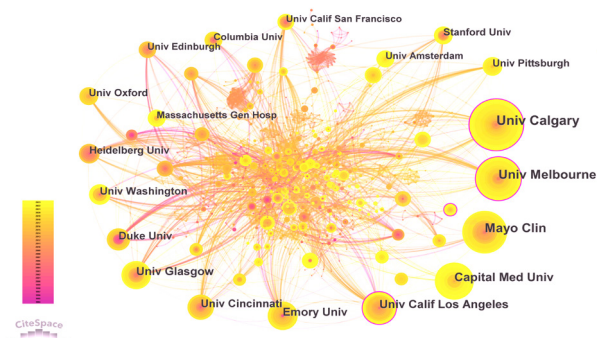 Univ Calif San Francisco
Columbia Univ
Stanford Univ
Univ Edinburgh
Univ Amsterdam
Univ Pittsburgh
Univ Oxford
Massachusetts Gen Hosp
Univ Calgary
Heidelberg Univ
Univ Melbourne
Univ Washington
Duke Univ
Mayo Clin
Univ Glasgow
Capital Med Univ
Univ Cincinnati
Univ Calif Los Angeles
Emory Univ
CiteSpace